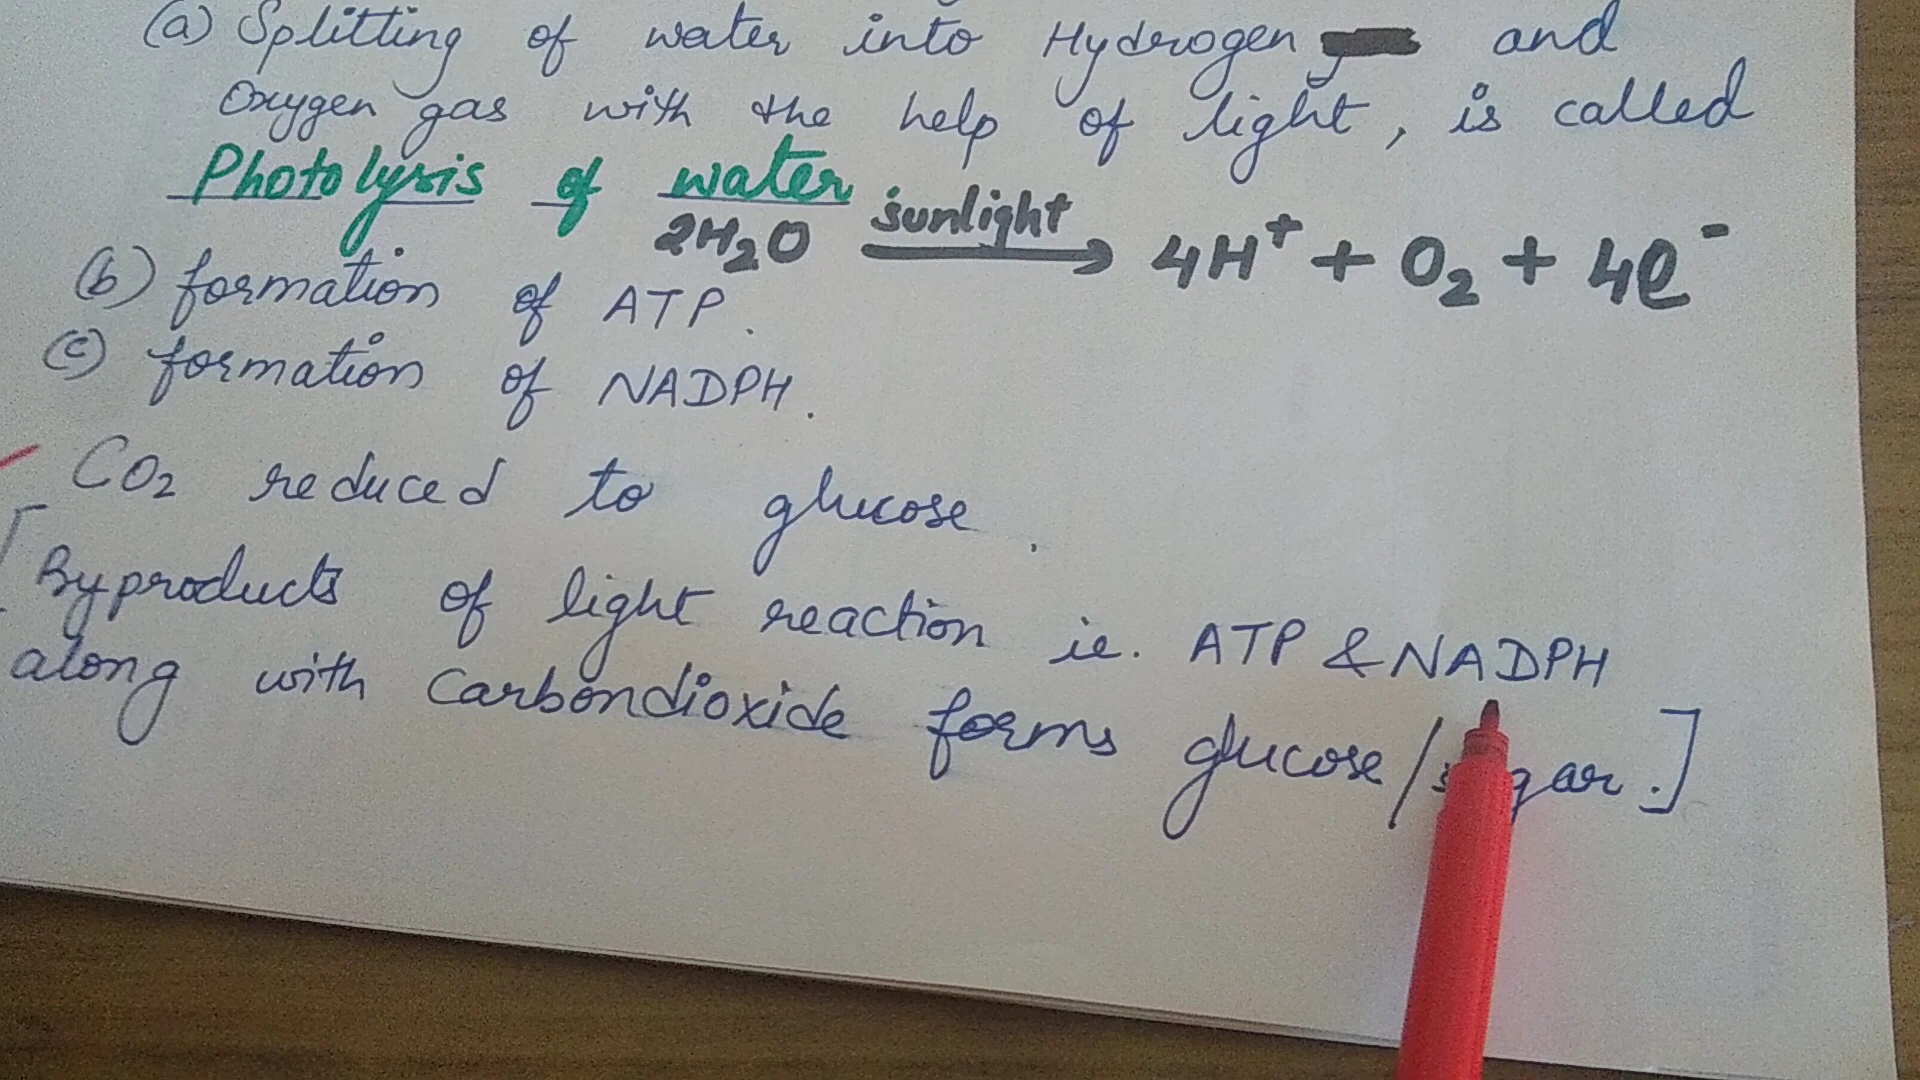 (a) Splitting of water into Hydrogen and
Oxygen gas with the help of light, is called
Photolysis of water
2H₂O sunlight → 4H⁺ + O₂ + 4e⁻
(b) formation of ATP.
(c) formation of NADPH.
CO₂ reduced to glucose.
[Byproducts of light reaction ie. ATP & NADPH
along with Carbondioxide forms glucose/sugar.]